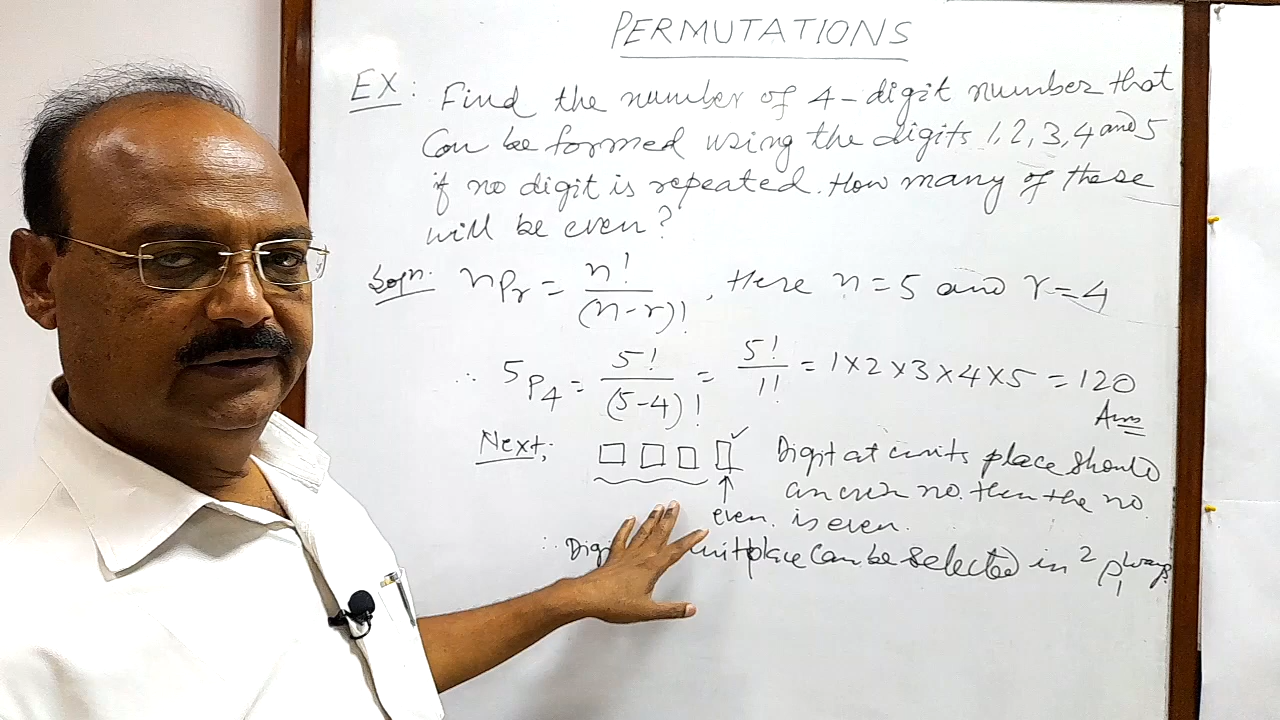 PERMUTATIONS
EX: Find the number of 4-digit number that
can be formed using the digits 1, 2, 3, 4 and 5
if no digit is repeated. How many of these
will be even?
Sol^n. nPr = n!/(n-r)!, Here n=5 and r=4
∴ 5P4 = 5!/(5-4)! = 5!/1! = 1×2×3×4×5 = 120
Ans
Next; □ □ □ □ ✓ Digit at units place should
an even no. then the no.
even. is even.
∴ Digi unit place can be selected in 2P1 ways